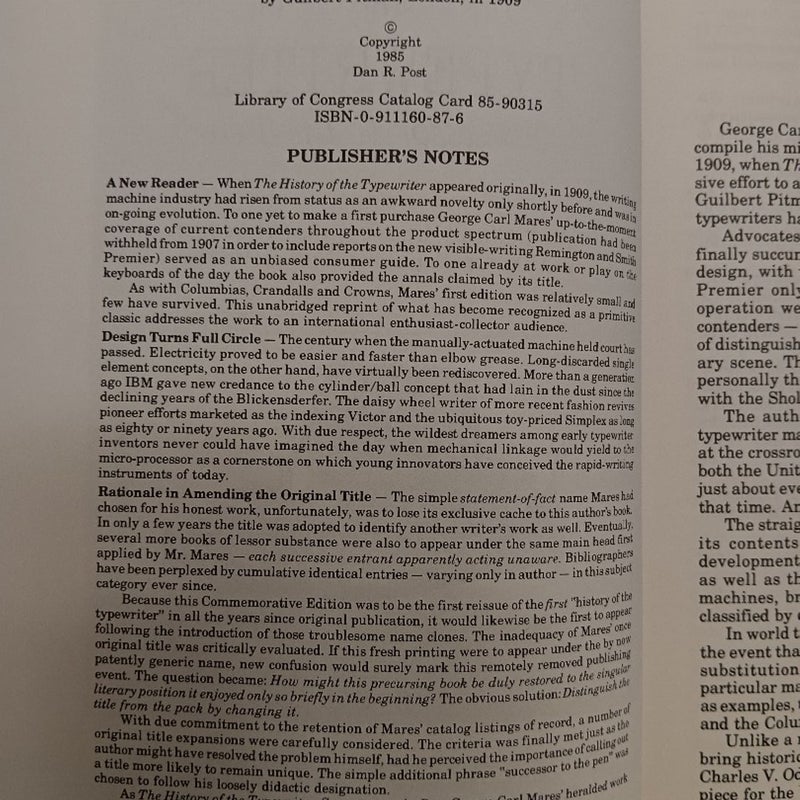 by Guilbert Pitman, London, in 1909
©
Copyright
1985
Dan R. Post
Library of Congress Catalog Card 85-90315
ISBN-0-911160-87-6
PUBLISHER'S NOTES
A New Reader — When The History of the Typewriter appeared originally, in 1909, the writing
machine industry had risen from status as an awkward novelty only shortly before and was in
on-going evolution. To one yet to make a first purchase George Carl Mares' up-to-the-moment
coverage of current contenders throughout the product spectrum (publication had been
withheld from 1907 in order to include reports on the new visible-writing Remington and Smith
Premier) served as an unbiased consumer guide. To one already at work or play on the
keyboards of the day the book also provided the annals claimed by its title.
As with Columbias, Crandalls and Crowns, Mares' first edition was relatively small and
few have survived. This unabridged reprint of what has become recognized as a primitive
classic addresses the work to an international enthusiast-collector audience.
Design Turns Full Circle — The century when the manually-actuated machine held court has
passed. Electricity proved to be easier and faster than elbow grease. Long-discarded single
element concepts, on the other hand, have virtually been rediscovered. More than a generation
ago IBM gave new credance to the cylinder/ball concept that had lain in the dust since the
declining years of the Blickensderfer. The daisy wheel writer of more recent fashion revives
pioneer efforts marketed as the indexing Victor and the ubiquitous toy-priced Simplex as long
as eighty or ninety years ago. With due respect, the wildest dreamers among early typewriter
inventors never could have imagined the day when mechanical linkage would yield to the
micro-processor as a cornerstone on which young innovators have conceived the rapid-writing
instruments of today.
Rationale in Amending the Original Title — The simple statement-of-fact name Mares had
chosen for his honest work, unfortunately, was to lose its exclusive cache to this author's book.
In only a few years the title was adopted to identify another writer's work as well. Eventually,
several more books of lessor substance were also to appear under the same main head first
applied by Mr. Mares — each successive entrant apparently acting unaware. Bibliographers
have been perplexed by cumulative identical entries — varying only in author — in this subject
category ever since.
Because this Commemorative Edition was to be the first reissue of the first "history of the
typewriter" in all the years since original publication, it would likewise be the first to appear
following the introduction of those troublesome name clones. The inadequacy of Mares' once
original title was critically evaluated. If this fresh printing were to appear under the by now
patently generic name, new confusion would surely mark this remotely removed publishing
event. The question became: How might this precursing book be duly restored to the singular
literary position it enjoyed only so briefly in the beginning? The obvious solution: Distinguish the
title from the pack by changing it.
With due commitment to the retention of Mares' catalog listings of record, a number of
original title expansions were carefully considered. The criteria was finally met just as the
author might have resolved the problem himself, had he perceived the importance of calling out
a title more likely to remain unique. The simple additional phrase "successor to the pen" was
chosen to follow his loosely didactic designation.
As The History of the Carl Mares' heralded work
George Car
compile his mi
1909, when Th
sive effort to a
Guilbert Pitm
typewriters ha
Advocates
finally succur
design, with
Premier only
operation we
contenders —
of distinguish
ary scene. Th
personally th
with the Shol
The auth
typewriter ma
at the crossro
both the Unit
just about eve
that time. An
The straig
its contents
development
as well as th
machines, br
classified by
In world t
the event tha
substitution
particular ma
as examples,
and the Colu
Unlike a
bring historic
Charles V. Oc
piece for the